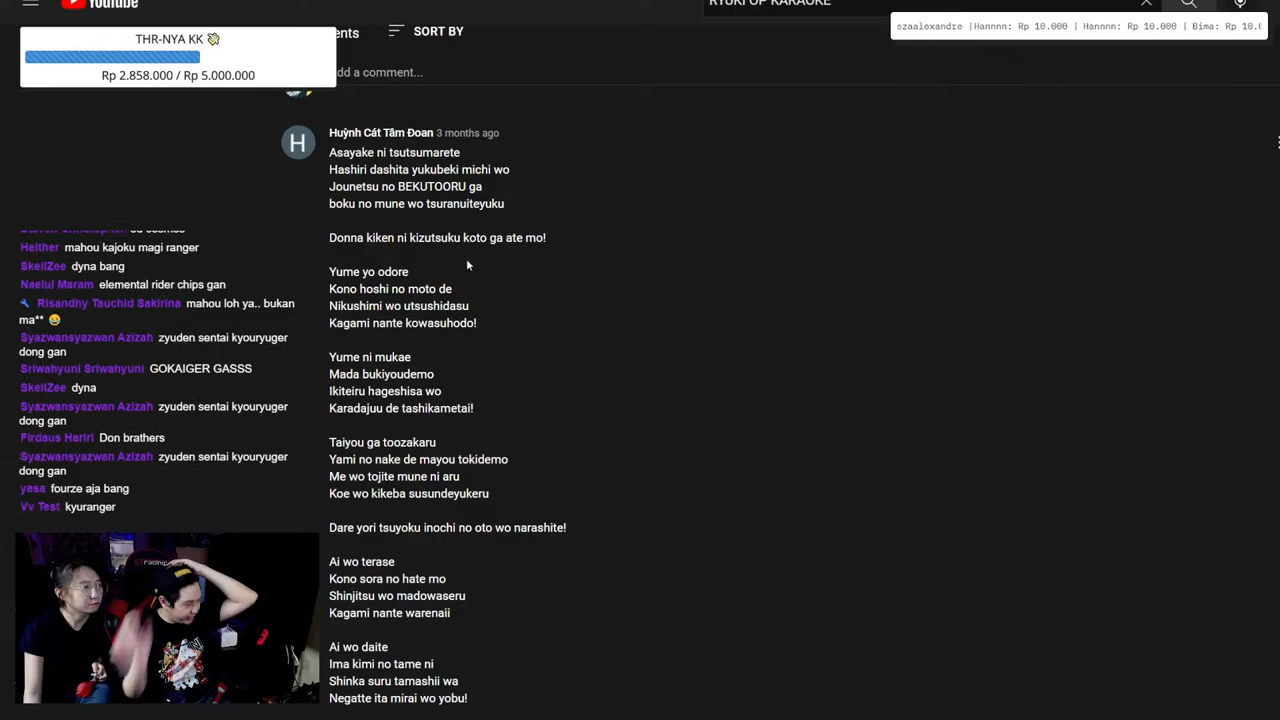 YouTube
RYUKI OP KARAOKE
THR-NYA KK
Rp 2.858.000 / Rp 5.000.000
ezaalexandre |Hannnn: Rp 10.000 | Hannnn: Rp 10.000 | Bima: Rp 10.0
SORT BY
Huỳnh Cát Tâm Đoan 3 months ago
Asayake ni tsutsumarete
Hashiri dashita yukubeki michi wo
Jounetsu no BEKUTOORU ga
boku no mune wo tsuranuiteyuku
Donna kiken ni kizutsuku koto ga ate mo!
Yume yo odore
Kono hoshi no moto de
Nikushimi wo utsushidasu
Kagami nante kowasuhodo!
Yume ni mukae
Mada bukiyoudemo
Ikiteiru hageshisa wo
Karadajuu de tashikametai!
Taiyou ga toozakaru
Yami no nake de mayou tokidemo
Me wo tojite mune ni aru
Koe wo kikeba susundeyukeru
Dare yori tsuyoku inochi no oto wo narashite!
Ai wo terase
Kono sora no hate mo
Shinjitsu wo madowaseru
Kagami nante warenaii
Ai wo daite
Ima kimi no tame ni
Shinka suru tamashii wa
Negatte ita mirai wo yobu!
Heither mahou kajoku magi ranger
SkeilZee dyna bang
Naelul Maram elemental rider chips gan
Risandhy Tauchid Sakirina mahou loh ya.. bukan
ma** 😂
Syazwansyazwan Azizah zyuden sentai kyouryuger
dong gan
Sriwahyuni Sriwahyuni GOKAIGER GASSS
SkeilZee dyna
Syazwansyazwan Azizah zyuden sentai kyouryuger
dong gan
Firdaus Hariri Don brothers
Syazwansyazwan Azizah zyuden sentai kyouryuger
dong gan
yasa fourze aja bang
Vv Test kyuranger
H